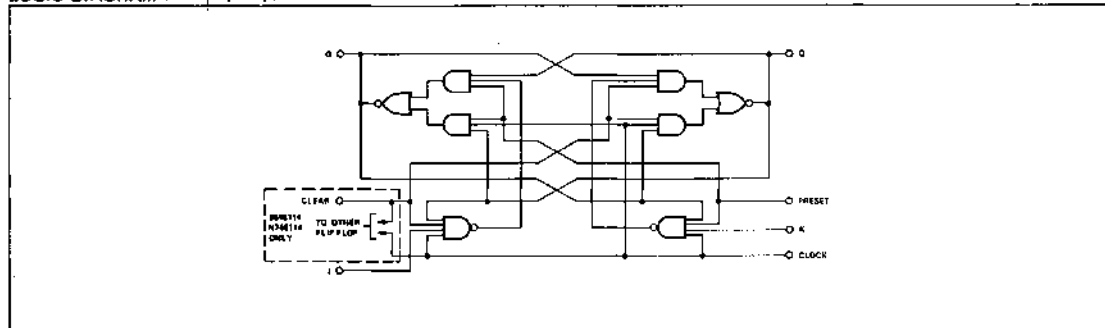 Q Q
CLEAR PRESET
TO OTHER
FLIP FLOP
ONLY
K
CLOCK
J